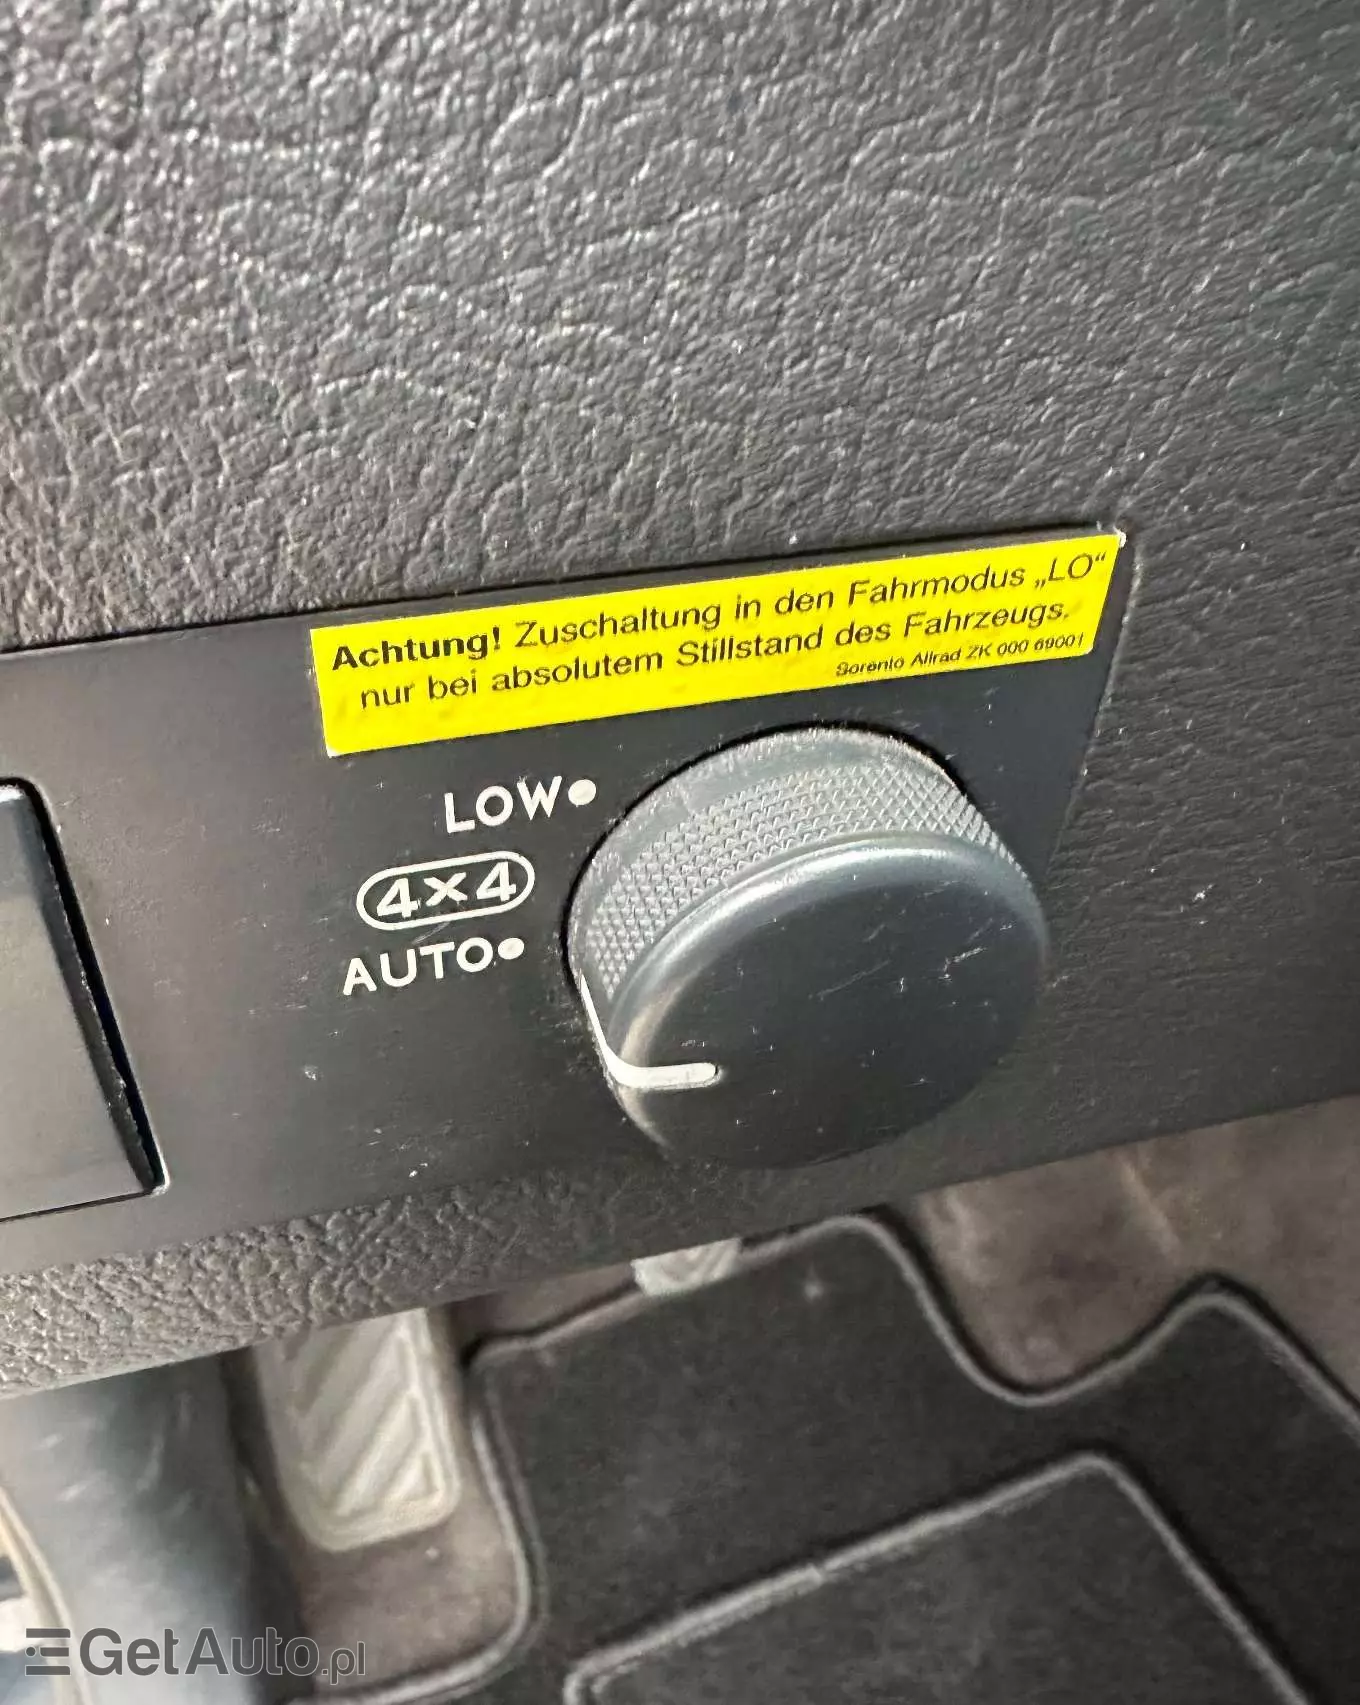 Achtung! Zuschaltung in den Fahrmodus „LO“
nur bei absolutem Stillstand des Fahrzeugs.
Sorento Allrad ZK 000 69001
LOW
4x4
AUTO
GetAuto.pl